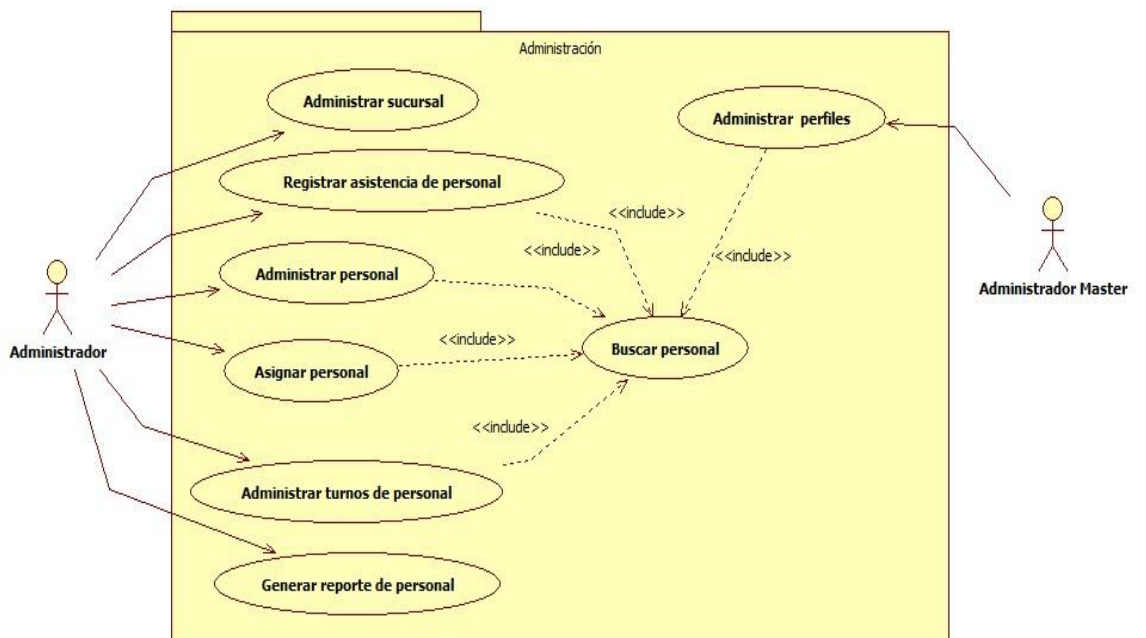 Administración
Administrar sucursal
Administrar perfiles
Registrar asistencia de personal
<<include>>
<<include>>
<<include>>
Administrar personal
Administrador Master
<<include>>
Administrador
Asignar personal
Buscar personal
<<include>>
Administrar turnos de personal
Generar reporte de personal